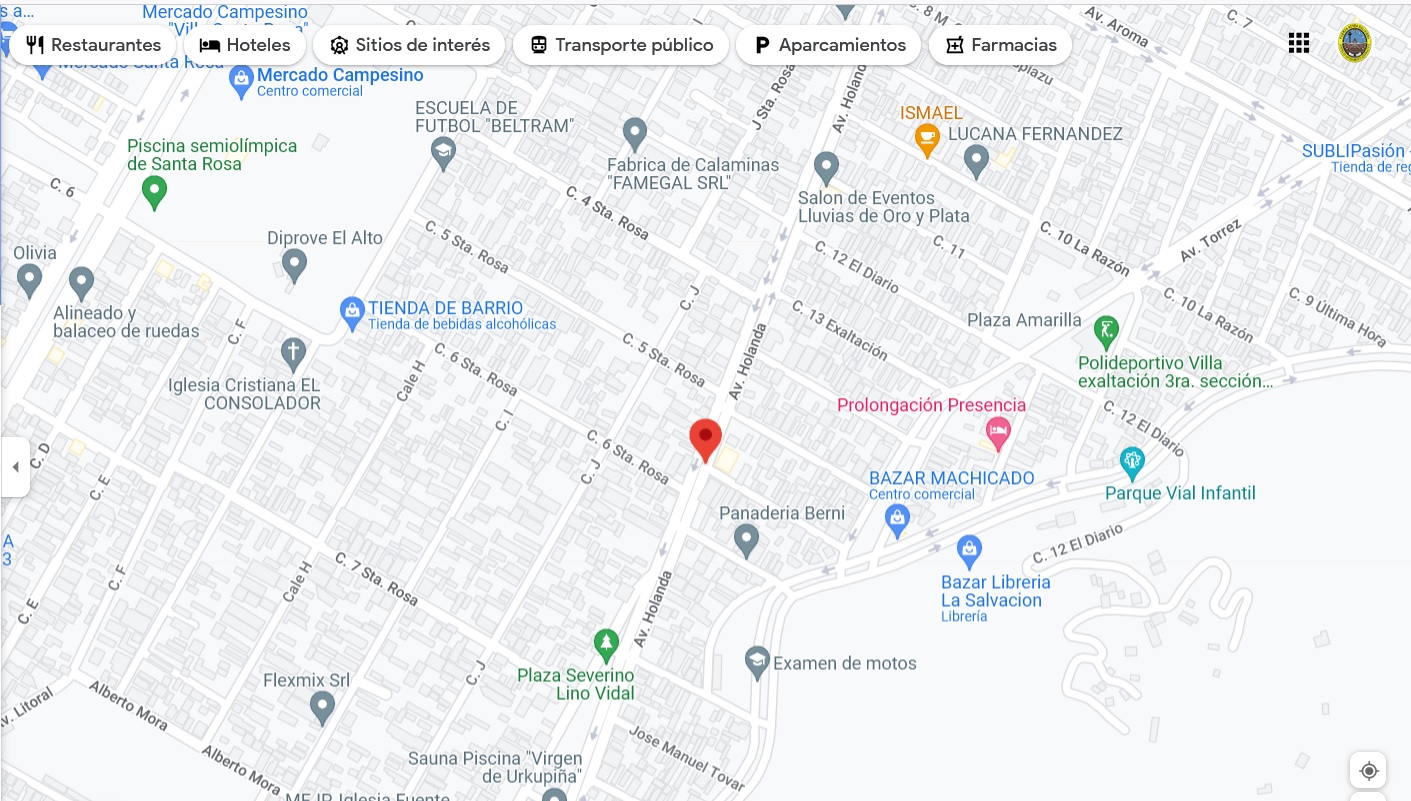 s a...
Mercado Campesino
C. 8 M
Av. Aroma
C. 7
Restaurantes
Hoteles
Sitios de interés
Transporte público
Aparcamientos
Farmacias
Mercado Santa Rosa
Mercado Campesino
Centro comercial
ESCUELA DE
FUTBOL "BELTRAM"
J Sta. Rosa
Av. Holanda
ISMAEL
LUCANA FERNANDEZ
Piscina semiolímpica
de Santa Rosa
Fabrica de Calaminas
"FAMEGAL SRL"
SUBLIPasión -
Tienda de reg
C. 6
C. 4 Sta. Rosa
Salon de Eventos
Lluvias de Oro y Plata
C. 5 Sta. Rosa
C. 11
C. 10 La Razón
Av. Torrez
Diprove El Alto
Olivia
C. 12 El Diario
C. J
Alineado y
balaceo de ruedas
C. F
TIENDA DE BARRIO
Tienda de bebidas alcohólicas
C. 13 Exaltación
Plaza Amarilla
C. 10 La Razón
C. 9 Última Hora
C. 6 Sta. Rosa
C. 5 Sta. Rosa
Av. Holanda
Polideportivo Villa
exaltación 3ra. sección...
Iglesia Cristiana EL
CONSOLADOR
Cale H
C. I
Prolongación Presencia
C. 12 El Diario
C. D
C. 6 Sta. Rosa
C. J
C. E
BAZAR MACHICADO
Centro comercial
Parque Vial Infantil
Panaderia Berni
A
3
C. 12 El Diario
C. F
Cale H
C. 7 Sta. Rosa
Bazar Libreria
La Salvacion
Librería
C. E
Av. Holanda
Plaza Severino
Lino Vidal
Examen de motos
C. J
Flexmix Srl
v. Litoral
Alberto Mora
Alberto Mora
Jose Manuel Tovar
Sauna Piscina "Virgen
de Urkupiña"